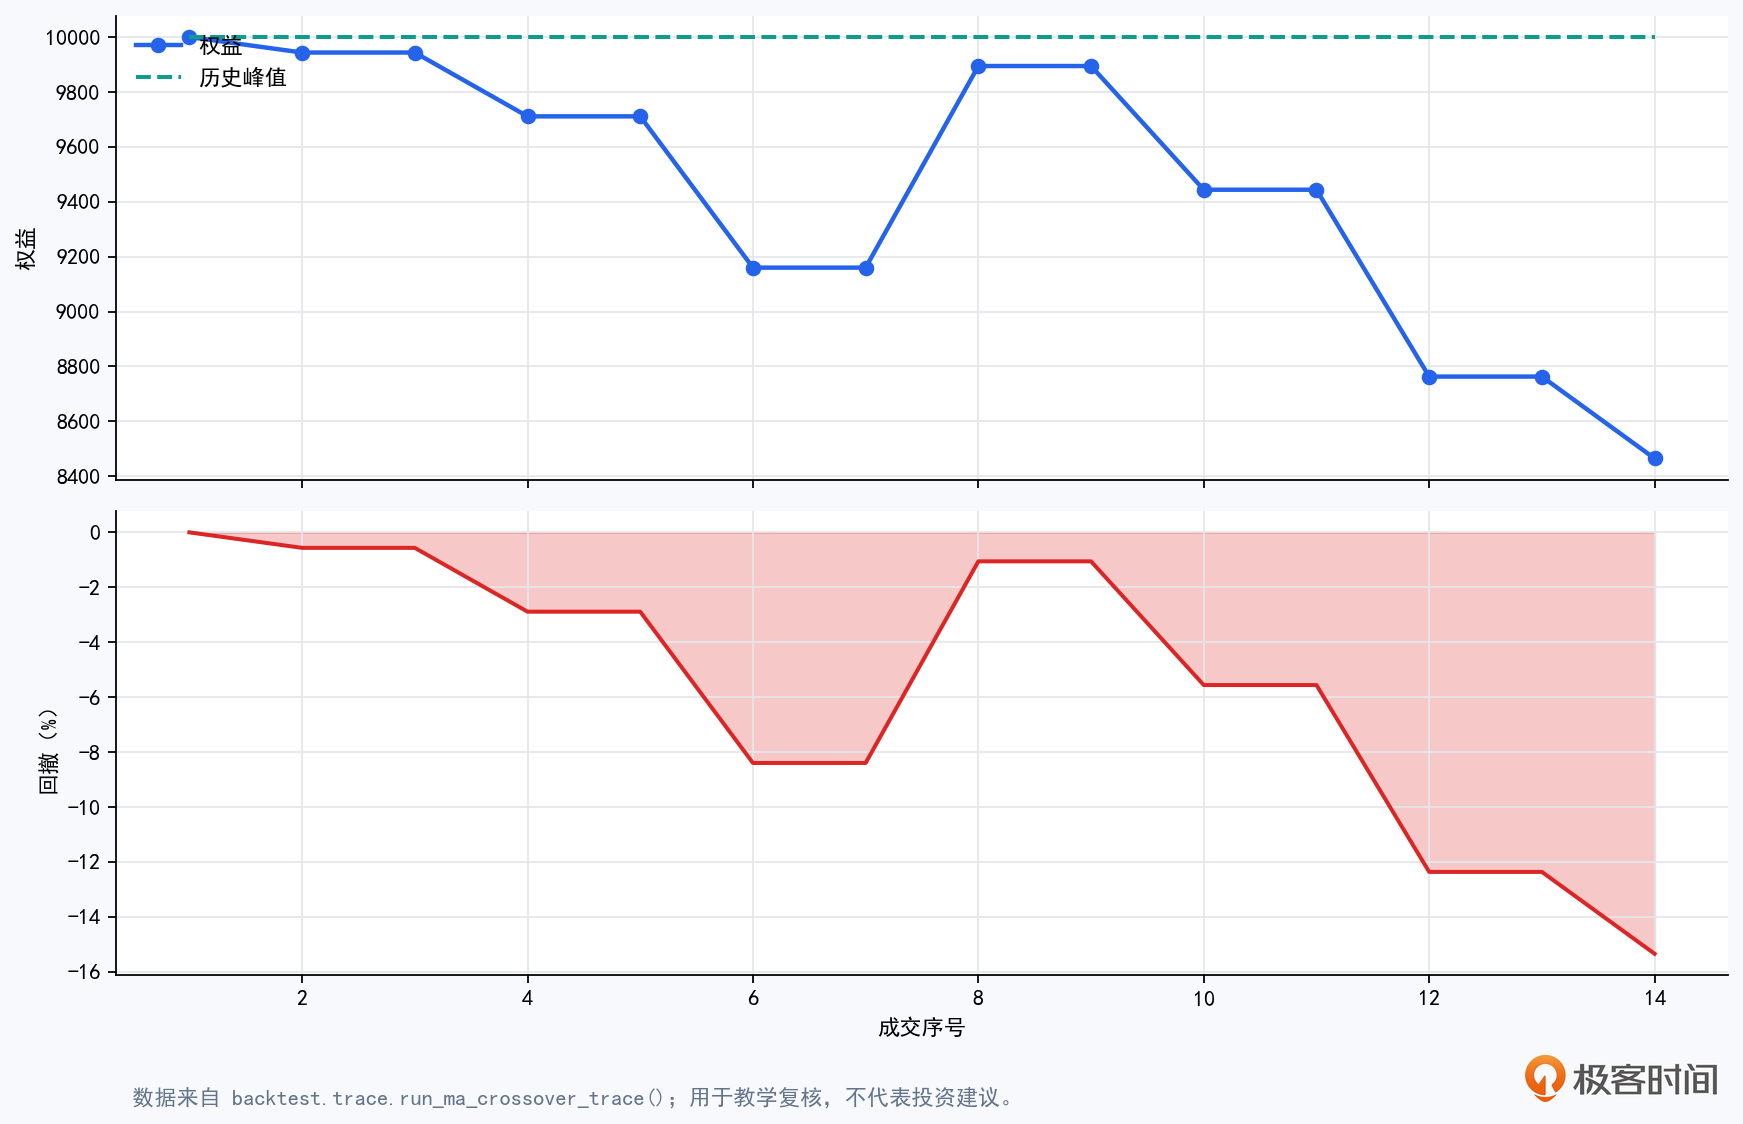 10000
9800
9600
9400
9200
9000
8800
8600
8400
权益
权益
历史峰值
0
−2
−4
−6
−8
−10
−12
−14
−16
回撤（%）
2 4 6 8 10 12 14
成交序号
数据来自 backtest.trace.run_ma_crossover_trace()；用于教学复核，不代表投资建议。
极客时间